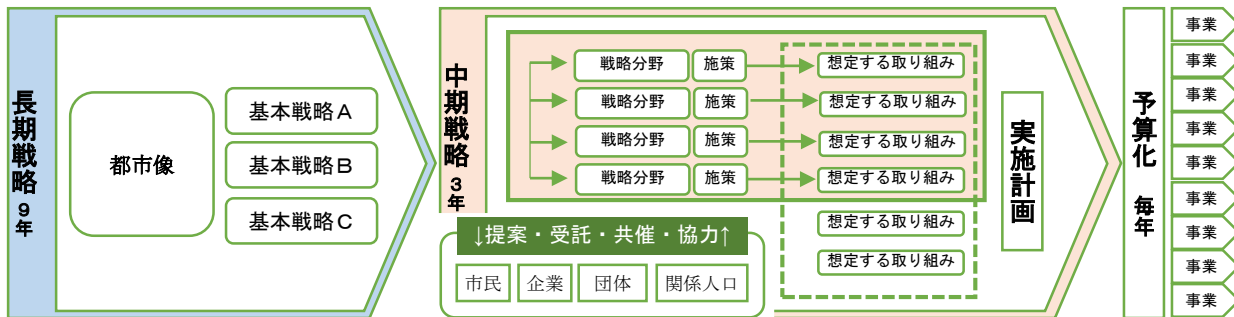 長期戦略 9年
都市像
基本戦略A
基本戦略B
基本戦略C
中期戦略 3年
戦略分野 施策 想定する取り組み
戦略分野 施策 想定する取り組み
戦略分野 施策 想定する取り組み
戦略分野 施策 想定する取り組み
想定する取り組み
想定する取り組み
↓提案・受託・共催・協力↑
市民 企業 団体 関係人口
実施計画
予算化 毎年
事業
事業
事業
事業
事業
事業
事業
事業
事業